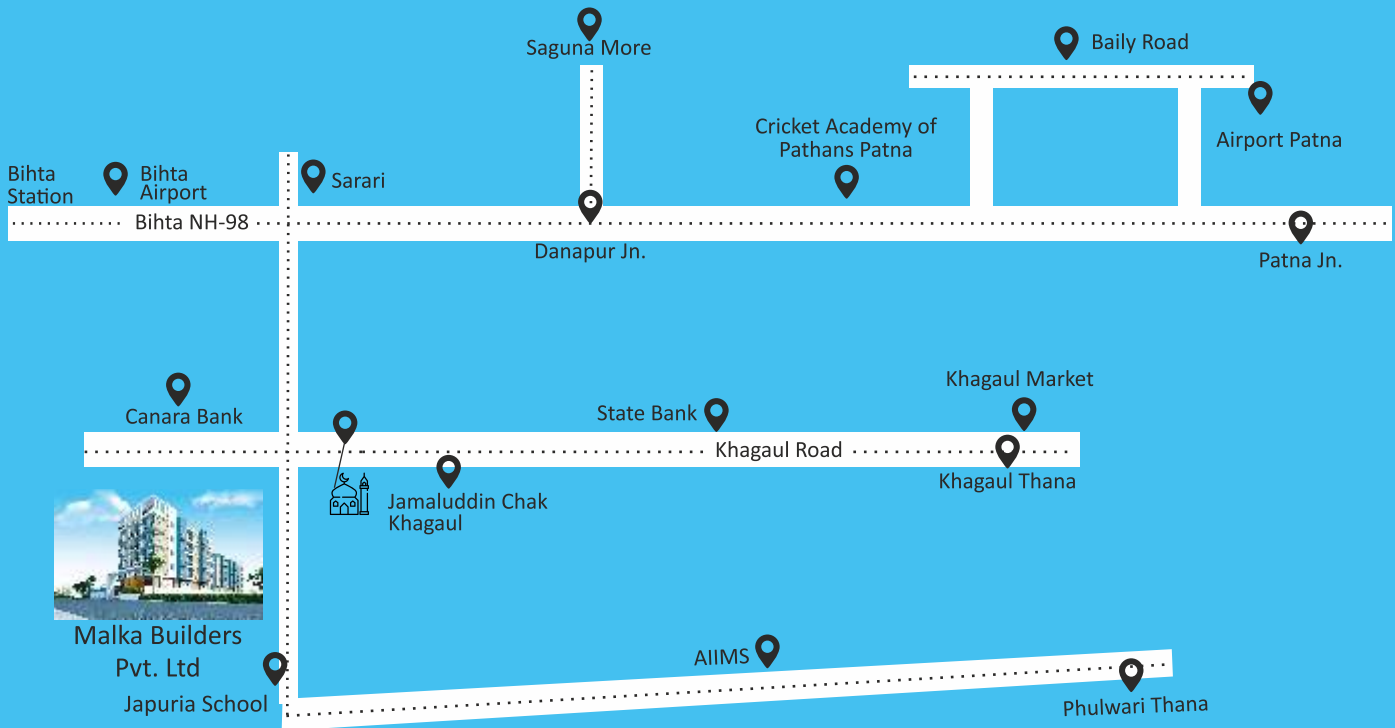 Saguna More
Baily Road
Cricket Academy of
Pathans Patna
Airport Patna
Bihta
Station
Bihta
Airport
Sarari
Bihta NH-98
Danapur Jn.
Patna Jn.
Khagaul Market
Canara Bank
State Bank
Khagaul Road
Khagaul Thana
Jamaluddin Chak
Khagaul
Malka Builders
Pvt. Ltd
Japuria School
AIIMS
Phulwari Thana